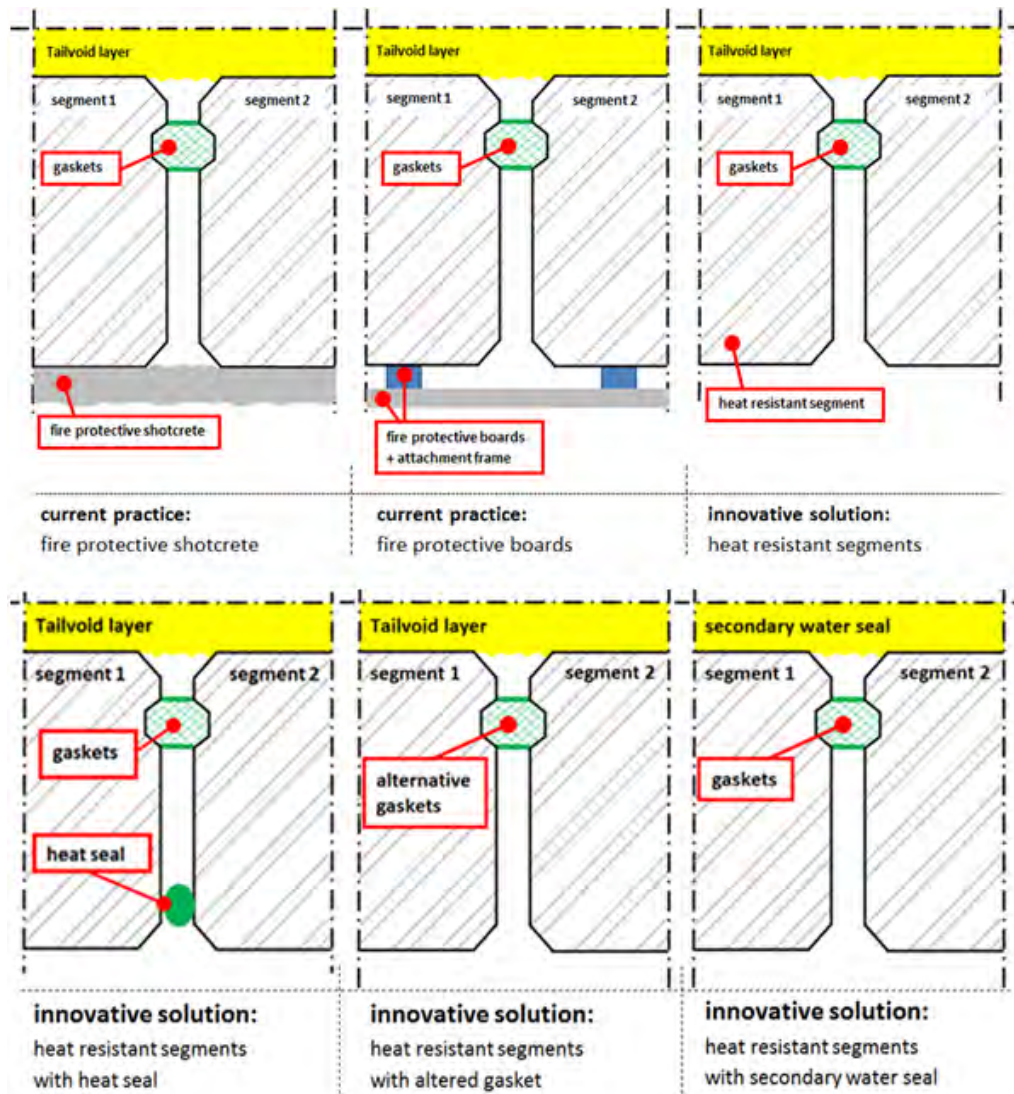 Tailvoid layer
segment 1
segment 2
gaskets
fire protective shotcrete
current practice:
fire protective shotcrete
Tailvoid layer
segment 1
segment 2
gaskets
fire protective boards
+ attachment frame
current practice:
fire protective boards
Tailvoid layer
segment 1
segment 2
gaskets
heat resistant segment
innovative solution:
heat resistant segments
Tailvoid layer
segment 1
segment 2
gaskets
heat seal
innovative solution:
heat resistant segments
with heat seal
Tailvoid layer
segment 1
segment 2
alternative
gaskets
innovative solution:
heat resistant segments
with altered gasket
secondary water seal
segment 1
segment 2
gaskets
innovative solution:
heat resistant segments
with secondary water seal